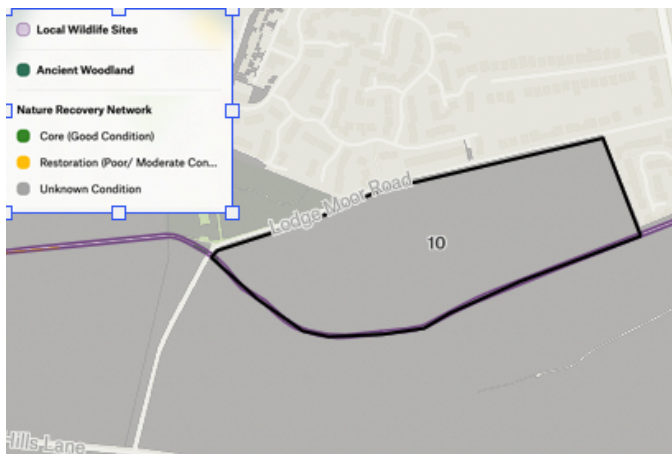 Local Wildlife Sites
Ancient Woodland
Nature Recovery Network
Core (Good Condition)
Restoration (Poor/ Moderate Con...
Unknown Condition
Lodge Moor Road
10
Hills Lane